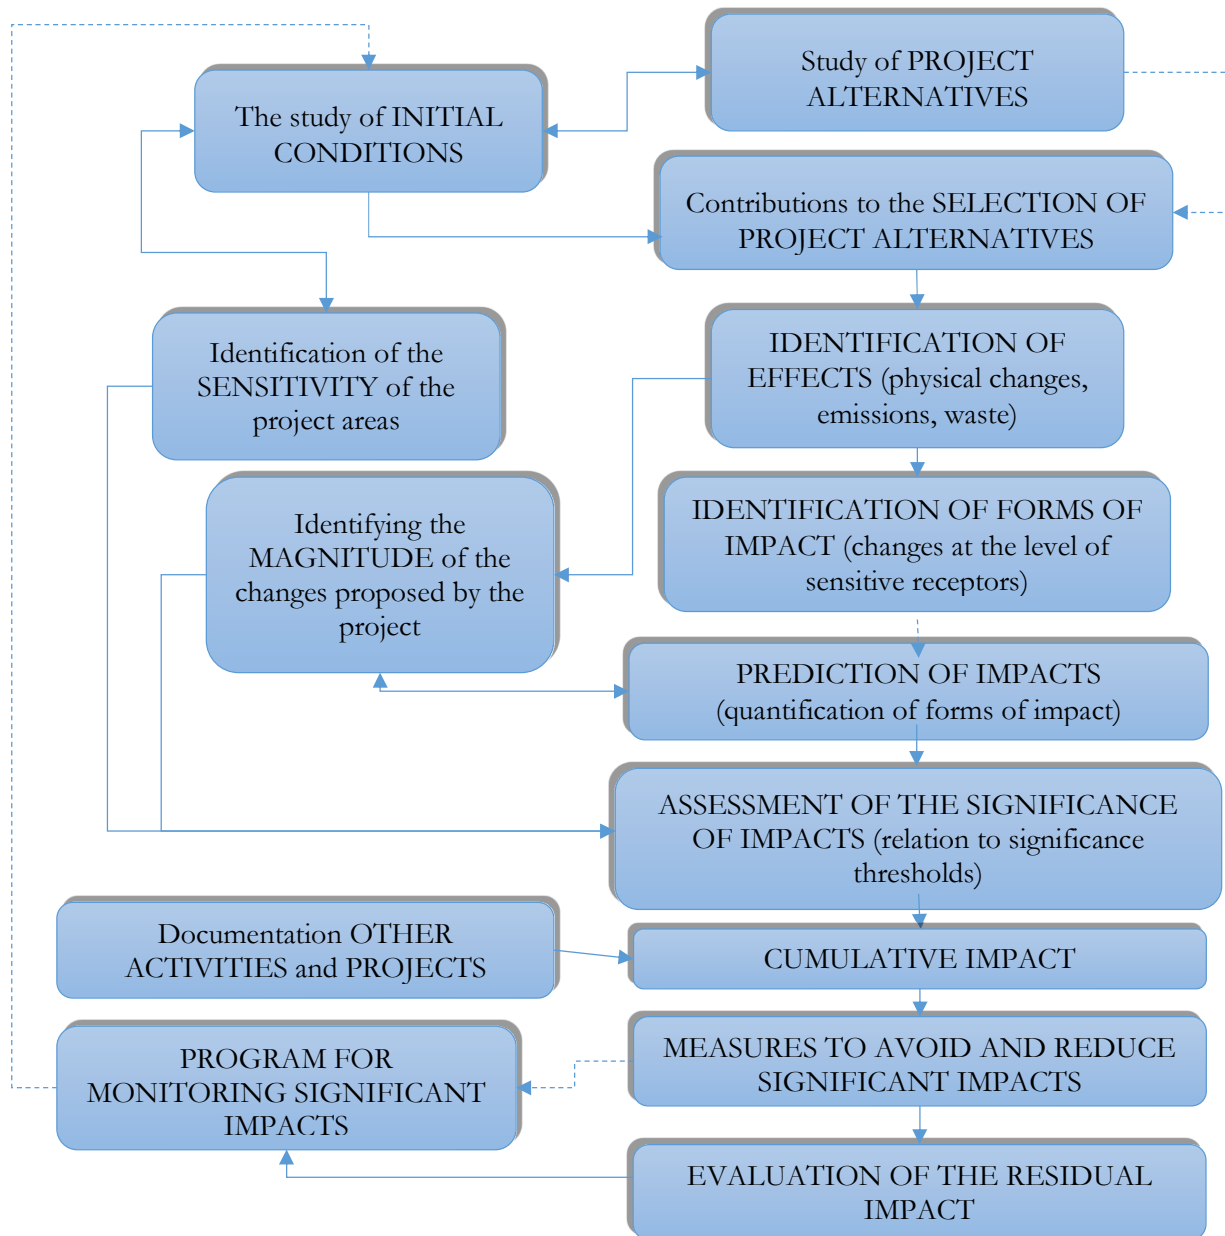 Study of PROJECT
ALTERNATIVES
The study of INITIAL
CONDITIONS
Contributions to the SELECTION OF
PROJECT ALTERNATIVES
Identification of the
SENSITIVITY of the
project areas
IDENTIFICATION OF
EFFECTS (physical changes,
emissions, waste)
Identifying the
MAGNITUDE of the
changes proposed by the
project
IDENTIFICATION OF FORMS OF
IMPACT (changes at the level of
sensitive receptors)
PREDICTION OF IMPACTS
(quantification of forms of impact)
ASSESSMENT OF THE SIGNIFICANCE
OF IMPACTS (relation to significance
thresholds)
Documentation OTHER
ACTIVITIES and PROJECTS
CUMULATIVE IMPACT
PROGRAM FOR
MONITORING SIGNIFICANT
IMPACTS
MEASURES TO AVOID AND REDUCE
SIGNIFICANT IMPACTS
EVALUATION OF THE RESIDUAL
IMPACT